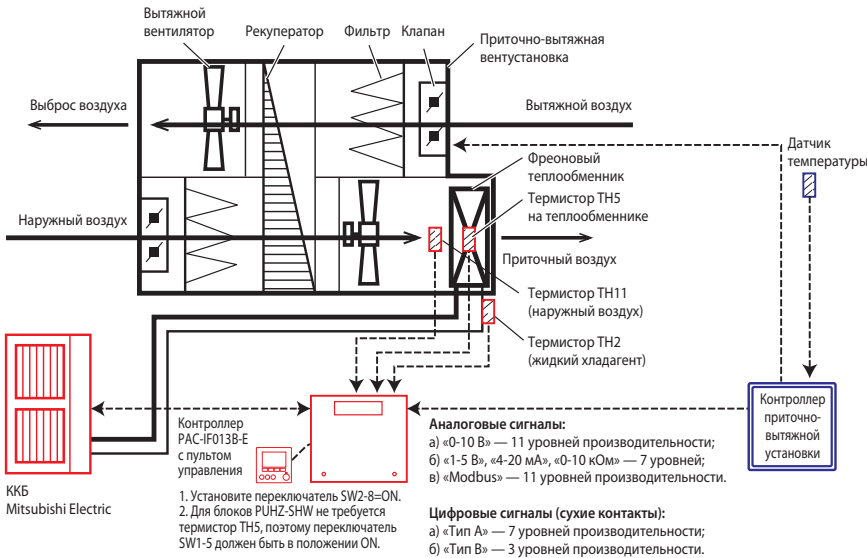 Вытяжной
вентилятор
Рекуператор
Фильтр
Клапан
Приточно-вытяжная
вентустановка
Выброс воздуха
Вытяжной воздух
Датчик
температуры
Фреоновый
теплообменник
Термистор TH5
на теплообменнике
Наружный воздух
Приточный воздух
Термистор TH11
(наружный воздух)
Термистор TH2
(жидкий хладагент)
Контроллер
приточно-
вытяжной
установки
Контроллер
PAC-IF013B-E
с пультом
управления
ККБ
Mitsubishi Electric
1. Установите переключатель SW2-8=ON.
2. Для блоков PUHZ-SHW не требуется
термистор TH5, поэтому переключатель
SW1-5 должен быть в положении ON.
Аналоговые сигналы:
а) «0-10 В» — 11 уровней производительности;
б) «1-5 В», «4-20 мА», «0-10 кОм» — 7 уровней;
в) «Modbus» — 11 уровней производительности.
Цифровые сигналы (сухие контакты):
а) «Тип А» — 7 уровней производительности;
б) «Тип В» — 3 уровней производительности.